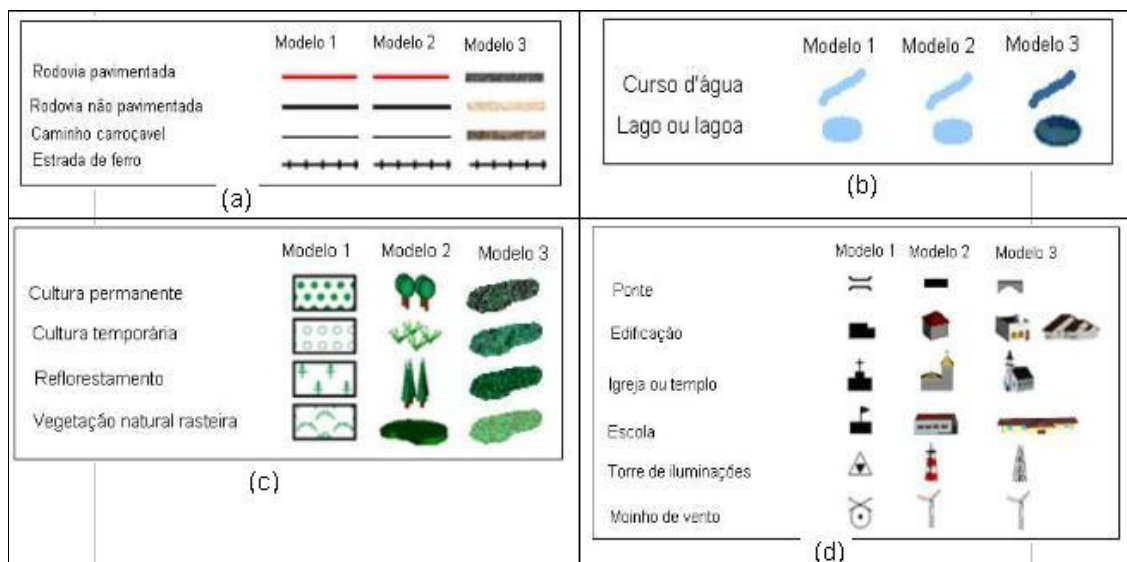 Modelo 1 Modelo 2 Modelo 3
Rodovia pavimentada
Rodovia não pavimentada
Caminho carroçavel
Estrada de ferro
(a)
Modelo 1 Modelo 2 Modelo 3
Curso d'água
Lago ou lagoa
(b)
Modelo 1 Modelo 2 Modelo 3
Cultura permanente
Cultura temporária
Reflorestamento
Vegetação natural rasteira
(c)
Modelo 1 Modelo 2 Modelo 3
Ponte
Edificação
Igreja ou templo
Escola
Torre de iluminações
Moinho de vento
(d)